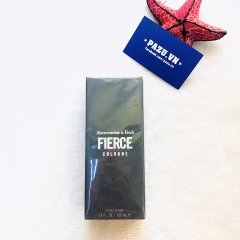 PAZU.VN
Abercrombie & Fitch
FIERCE
COLOGNE